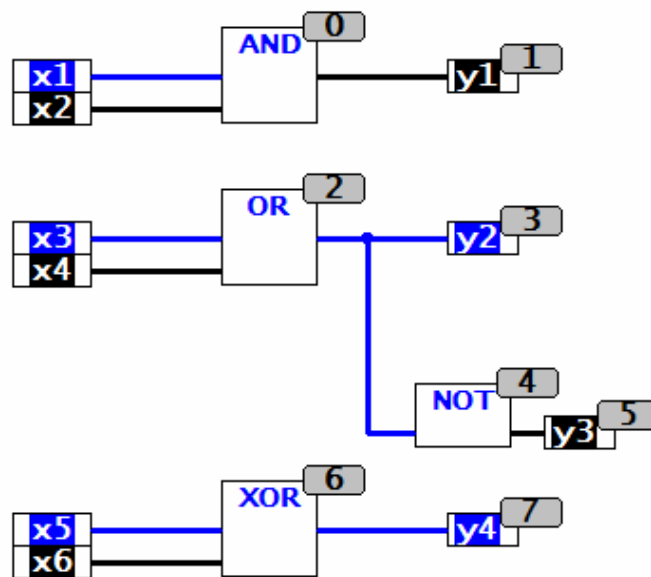 AND 0
x1
x2
y1 1
OR 2
x3
x4
y2 3
NOT 4
y3 5
XOR 6
x5
x6
y4 7